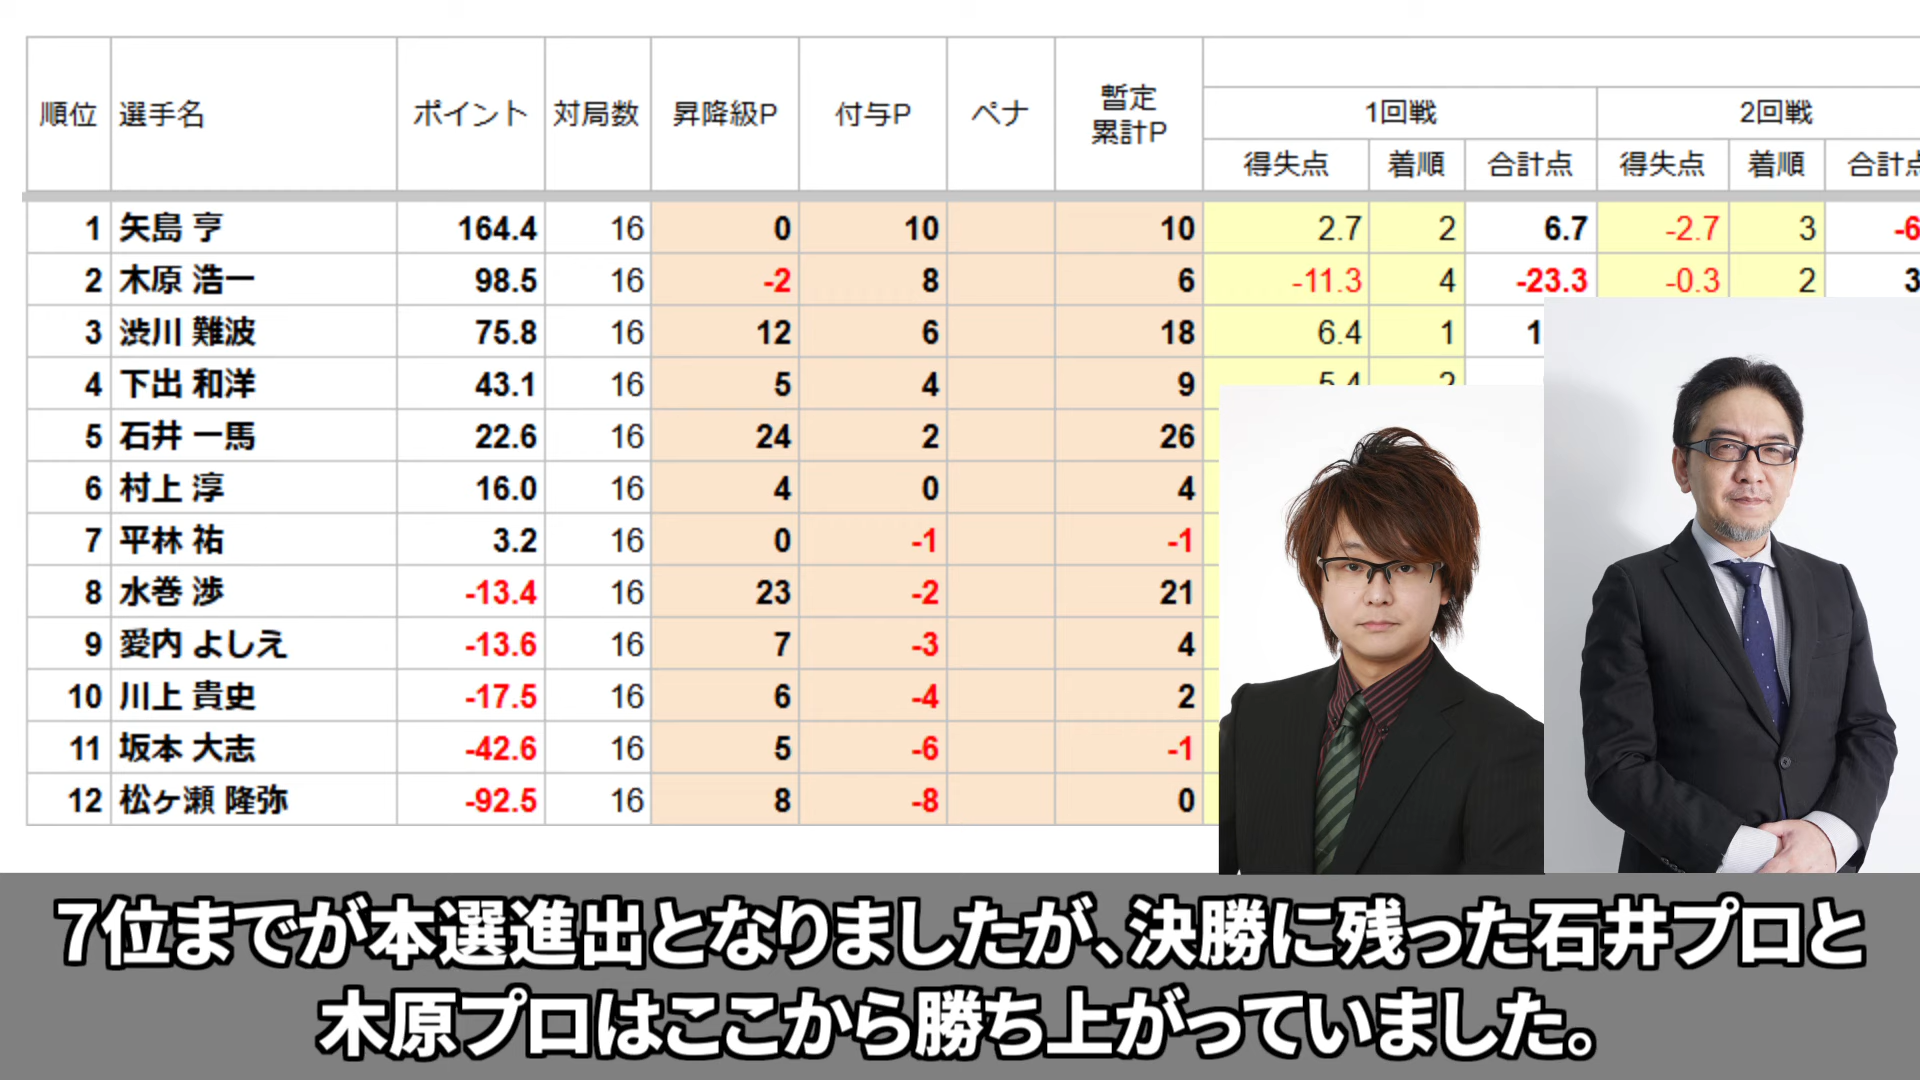 順位 選手名 ポイント 対局数 昇降級P 付与P ペナ 暫定累計P 1回戦 2回戦
得失点 着順 合計点 得失点 着順 合計点
1 矢島 亨 164.4 16 0 10 10 2.7 2 6.7 -2.7 3 -6
2 木原 浩一 98.5 16 -2 8 6 -11.3 4 -23.3 -0.3 2 3
3 渋川 難波 75.8 16 12 6 18 6.4 1 1
4 下出 和洋 43.1 16 5 4 9 5.4 2
5 石井 一馬 22.6 16 24 2 26
6 村上 淳 16.0 16 4 0 4
7 平林 祐 3.2 16 0 -1 -1
8 水巻 渉 -13.4 16 23 -2 21
9 愛内 よしえ -13.6 16 7 -3 4
10 川上 貴史 -17.5 16 6 -4 2
11 坂本 大志 -42.6 16 5 -6 -1
12 松ヶ瀬 隆弥 -92.5 16 8 -8 0
7位までが本選進出となりましたが、決勝に残った石井プロと
木原プロはここから勝ち上がっていました。